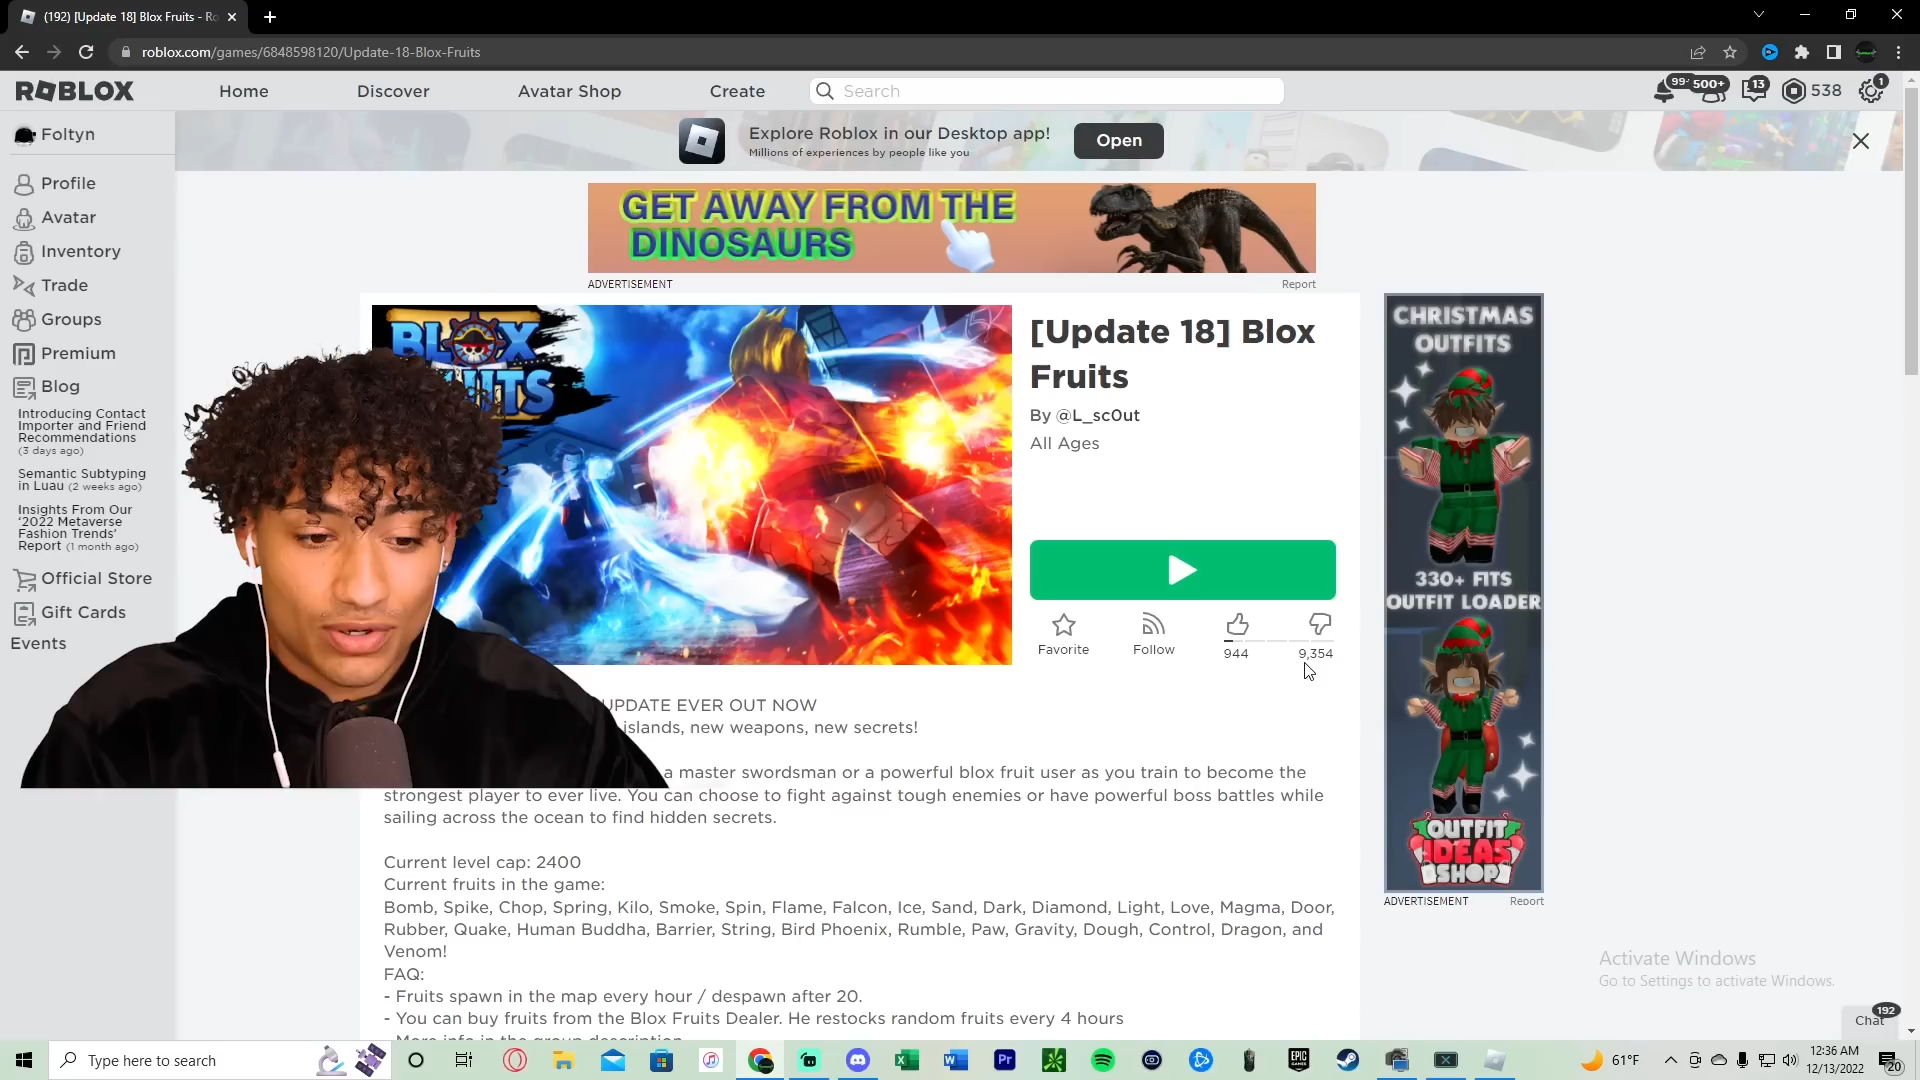 (192) [Update 18] Blox Fruits - Ro
roblox.com/games/6848598120/Update-18-Blox-Fruits
ROBLOX
Home
Discover
Avatar Shop
Create
Search
99+
500+
13
538
1
Foltyn
Explore Roblox in our Desktop app!
Millions of experiences by people like you
Open
Profile
Avatar
Inventory
Trade
Groups
Premium
Blog
Introducing Contact
Importer and Friend
Recommendations
(3 days ago)
Semantic Subtyping
in Luau (2 weeks ago)
Insights From Our
'2022 Metaverse
Fashion Trends'
Report (1 month ago)
Official Store
Gift Cards
Events
GET AWAY FROM THE
DINOSAURS
ADVERTISEMENT
Report
BLOX
FRUITS
[Update 18] Blox
Fruits
By @L_sc0ut
All Ages
Favorite
Follow
944
9,354
UPDATE EVER OUT NOW
islands, new weapons, new secrets!
a master swordsman or a powerful blox fruit user as you train to become the
strongest player to ever live. You can choose to fight against tough enemies or have powerful boss battles while
sailing across the ocean to find hidden secrets.
Current level cap: 2400
Current fruits in the game:
Bomb, Spike, Chop, Spring, Kilo, Smoke, Spin, Flame, Falcon, Ice, Sand, Dark, Diamond, Light, Love, Magma, Door,
Rubber, Quake, Human Buddha, Barrier, String, Bird Phoenix, Rumble, Paw, Gravity, Dough, Control, Dragon, and
Venom!
FAQ:
- Fruits spawn in the map every hour / despawn after 20.
- You can buy fruits from the Blox Fruits Dealer. He restocks random fruits every 4 hours
- More info in the group description
CHRISTMAS
OUTFITS
330+ FITS
OUTFIT LOADER
OUTFIT
IDEAS
SHOP
ADVERTISEMENT
Report
Activate Windows
Go to Settings to activate Windows.
Chat
192
Type here to search
Pr
EPIC
GAMES
61°F
12:36 AM
12/13/2022
20